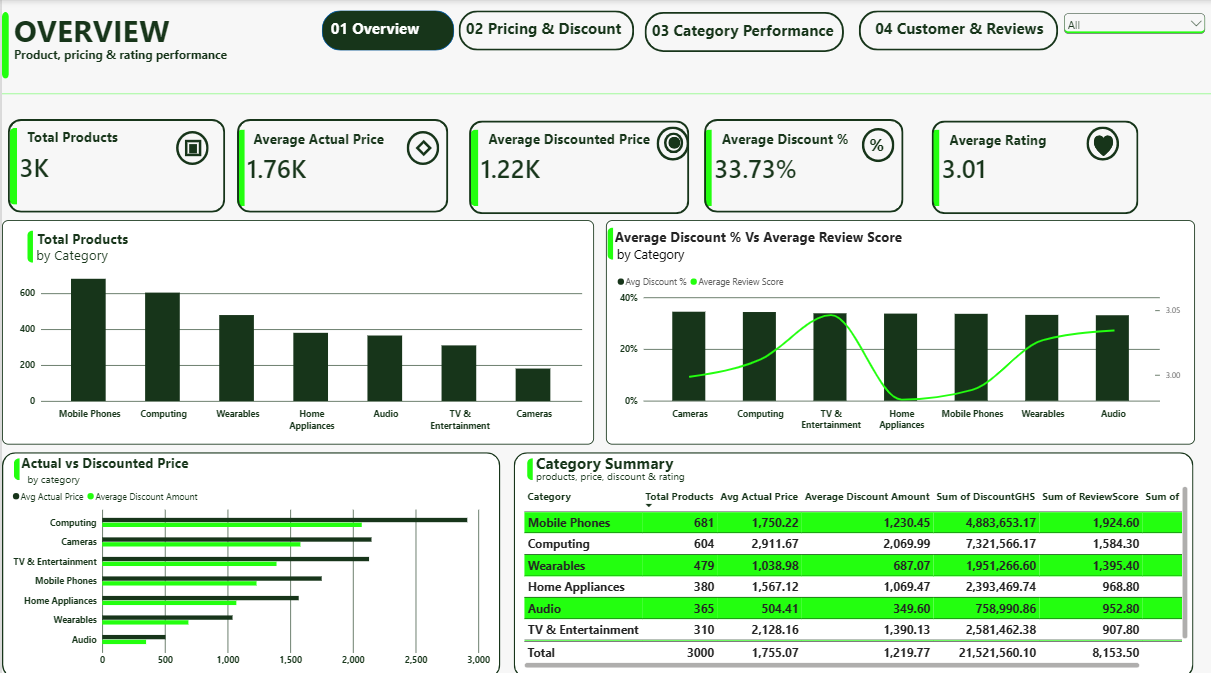 OVERVIEW
Product, pricing & rating performance
01 Overview
02 Pricing & Discount
03 Category Performance
04 Customer & Reviews
All
Total Products
3K
Average Actual Price
1.76K
Average Discounted Price
1.22K
Average Discount %
%
33.73%
Average Rating
3.01
Total Products
by Category
600
400
200
0
Mobile Phones Computing Wearables Home Appliances Audio TV & Entertainment Cameras
Average Discount % Vs Average Review Score
by Category
Avg Discount % Average Review Score
40%
20%
0%
3.05
3.00
Cameras Computing TV & Entertainment Home Appliances Mobile Phones Wearables Audio
Actual vs Discounted Price
by category
Avg Actual Price Average Discount Amount
Computing
Cameras
TV & Entertainment
Mobile Phones
Home Appliances
Wearables
Audio
0 500 1,000 1,500 2,000 2,500 3,000
Category Summary
products, price, discount & rating
Category Total Products Avg Actual Price Average Discount Amount Sum of DiscountGHS Sum of ReviewScore Sum of
Mobile Phones 681 1,750.22 1,230.45 4,883,653.17 1,924.60
Computing 604 2,911.67 2,069.99 7,321,566.17 1,584.30
Wearables 479 1,038.98 687.07 1,951,266.60 1,395.40
Home Appliances 380 1,567.12 1,069.47 2,393,469.74 968.80
Audio 365 504.41 349.60 758,990.86 952.80
TV & Entertainment 310 2,128.16 1,390.13 2,581,462.38 907.80
Total 3000 1,755.07 1,219.77 21,521,560.10 8,153.50